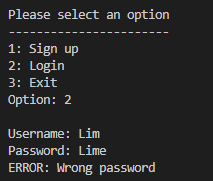 Please select an option
-----------------------
1: Sign up
2: Login
3: Exit
Option: 2
Username: Lim
Password: Lime
ERROR: Wrong password